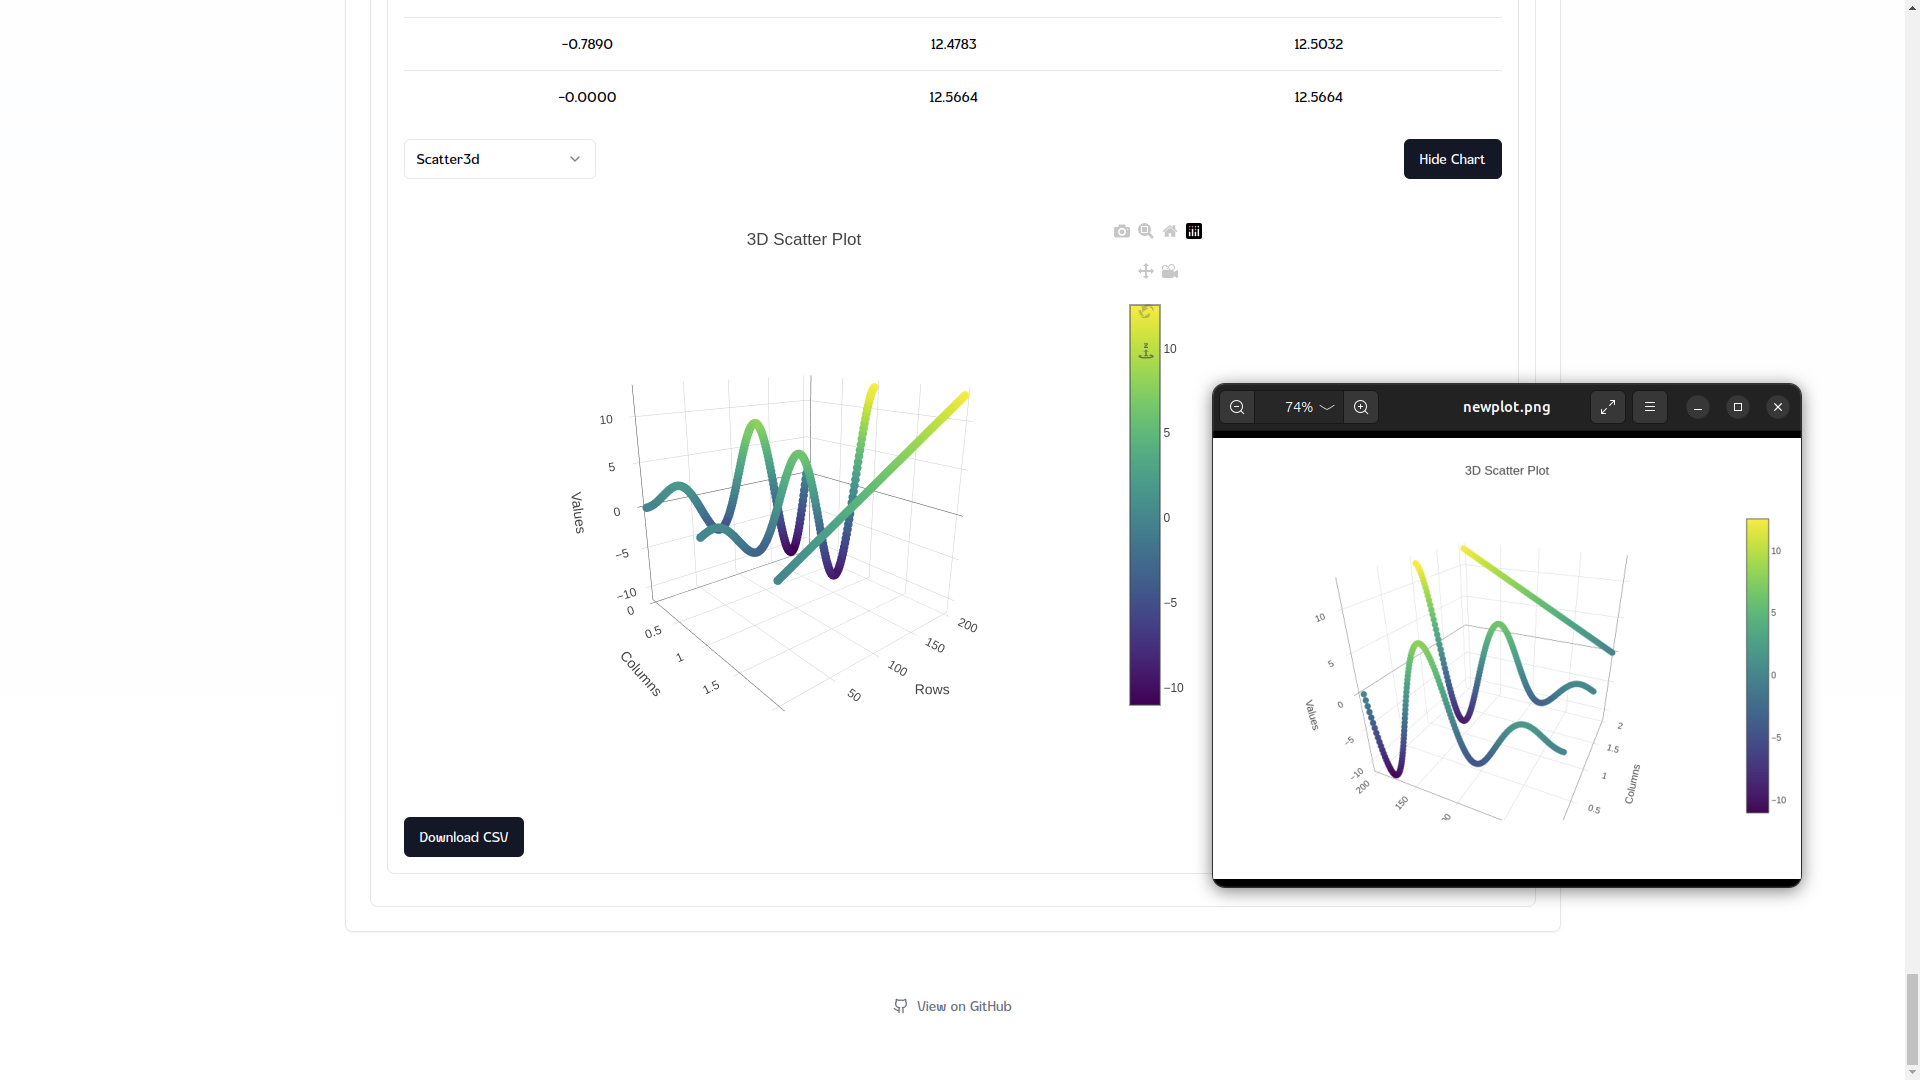 -0.7890 12.4783 12.5032
-0.0000 12.5664 12.5664
Scatter3d
Hide Chart
3D Scatter Plot
10
5
0
−5
−10
Values
0
0.5
1
1.5
Columns
50
100
150
200
Rows
10
5
0
−5
−10
Download CSV
View on GitHub
74%
newplot.png
3D Scatter Plot
10
5
0
−5
−10
Values
200
150
2
1.5
1
0.5
Columns
10
5
0
−5
−10